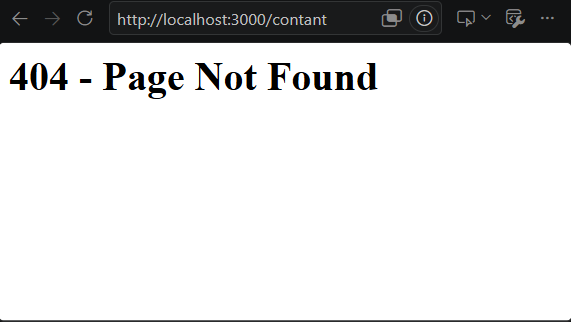 http://localhost:3000/contant
404 - Page Not Found